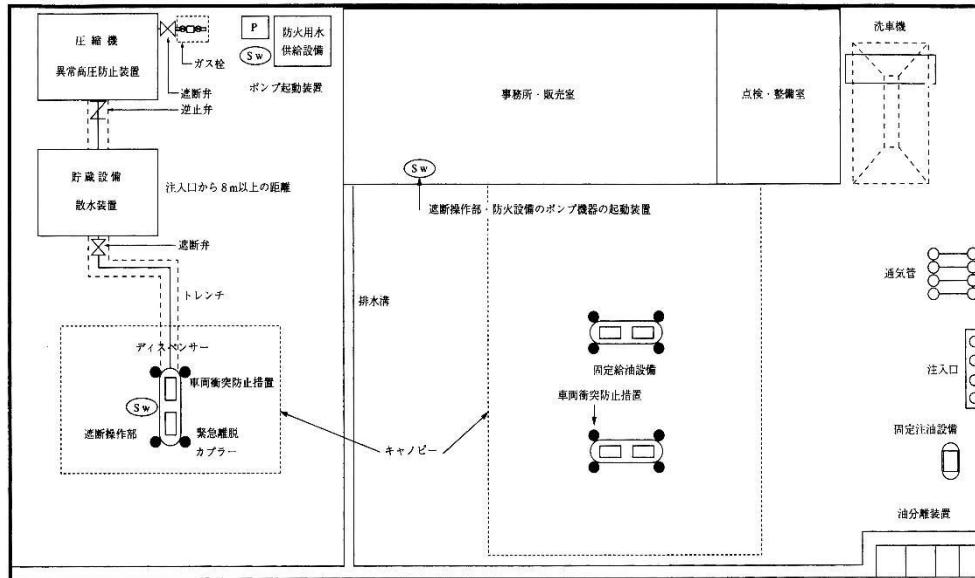 圧縮機
異常高圧防止装置
ガス栓
遮断弁
逆止弁
P
Sw
防火用水
供給設備
ポンプ起動装置
貯蔵設備
散水装置
注入口から8m以上の距離
遮断弁
トレンチ
ディスペンサー
車両衝突防止措置
Sw
遮断操作部
緊急離脱
カプラー
キャノピー
事務所・販売室
点検・整備室
洗車機
Sw
遮断操作部・防火設備のポンプ機器の起動装置
排水溝
固定給油設備
車両衝突防止措置
通気管
注入口
固定注油設備
油分離装置